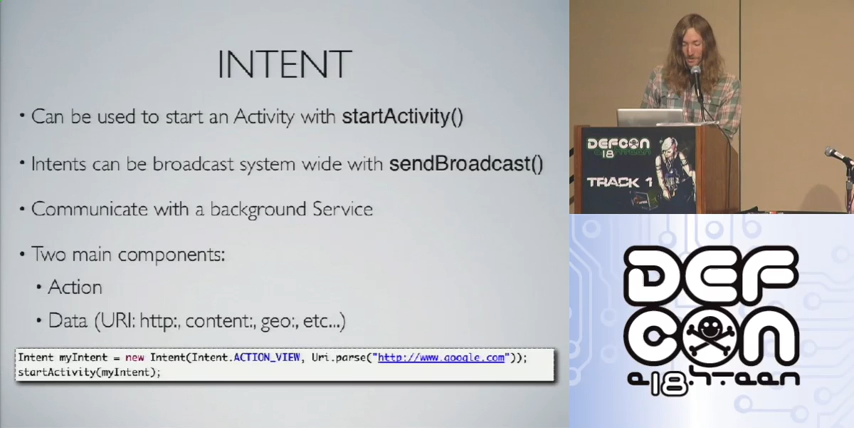 INTENT
• Can be used to start an Activity with startActivity()
• Intents can be broadcast system wide with sendBroadcast()
• Communicate with a background Service
• Two main components:
• Action
• Data (URI: http:, content:, geo:, etc...)
Intent myIntent = new Intent(Intent.ACTION_VIEW, Uri.parse("http://www.google.com"));
startActivity(myIntent);
DEFCON
18
TRACK 1
DEF
CON
e18hteen